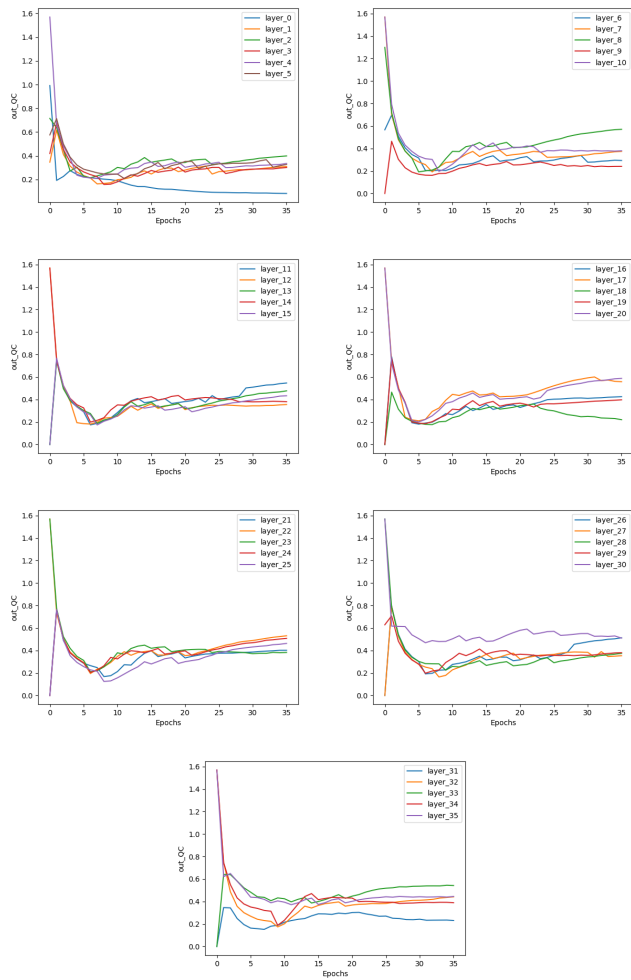 1.6
1.4
1.2
1.0
0.8
0.6
0.4
0.2
out_QC
0 5 10 15 20 25 30 35
Epochs
layer_0
layer_1
layer_2
layer_3
layer_4
layer_5
1.6
1.4
1.2
1.0
0.8
0.6
0.4
0.2
0.0
out_QC
0 5 10 15 20 25 30 35
Epochs
layer_6
layer_7
layer_8
layer_9
layer_10
1.6
1.4
1.2
1.0
0.8
0.6
0.4
0.2
0.0
out_QC
0 5 10 15 20 25 30 35
Epochs
layer_11
layer_12
layer_13
layer_14
layer_15
1.6
1.4
1.2
1.0
0.8
0.6
0.4
0.2
0.0
out_QC
0 5 10 15 20 25 30 35
Epochs
layer_16
layer_17
layer_18
layer_19
layer_20
1.6
1.4
1.2
1.0
0.8
0.6
0.4
0.2
0.0
out_QC
0 5 10 15 20 25 30 35
Epochs
layer_21
layer_22
layer_23
layer_24
layer_25
1.6
1.4
1.2
1.0
0.8
0.6
0.4
0.2
0.0
out_QC
0 5 10 15 20 25 30 35
Epochs
layer_26
layer_27
layer_28
layer_29
layer_30
1.6
1.4
1.2
1.0
0.8
0.6
0.4
0.2
0.0
out_QC
0 5 10 15 20 25 30 35
Epochs
layer_31
layer_32
layer_33
layer_34
layer_35